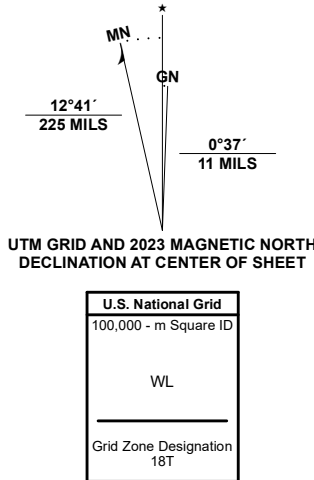 ★
MN
GN
12°41´
225 MILS
0°37´
11 MILS
UTM GRID AND 2023 MAGNETIC NORTH
DECLINATION AT CENTER OF SHEET
U.S. National Grid
100,000 - m Square ID
WL
Grid Zone Designation
18T